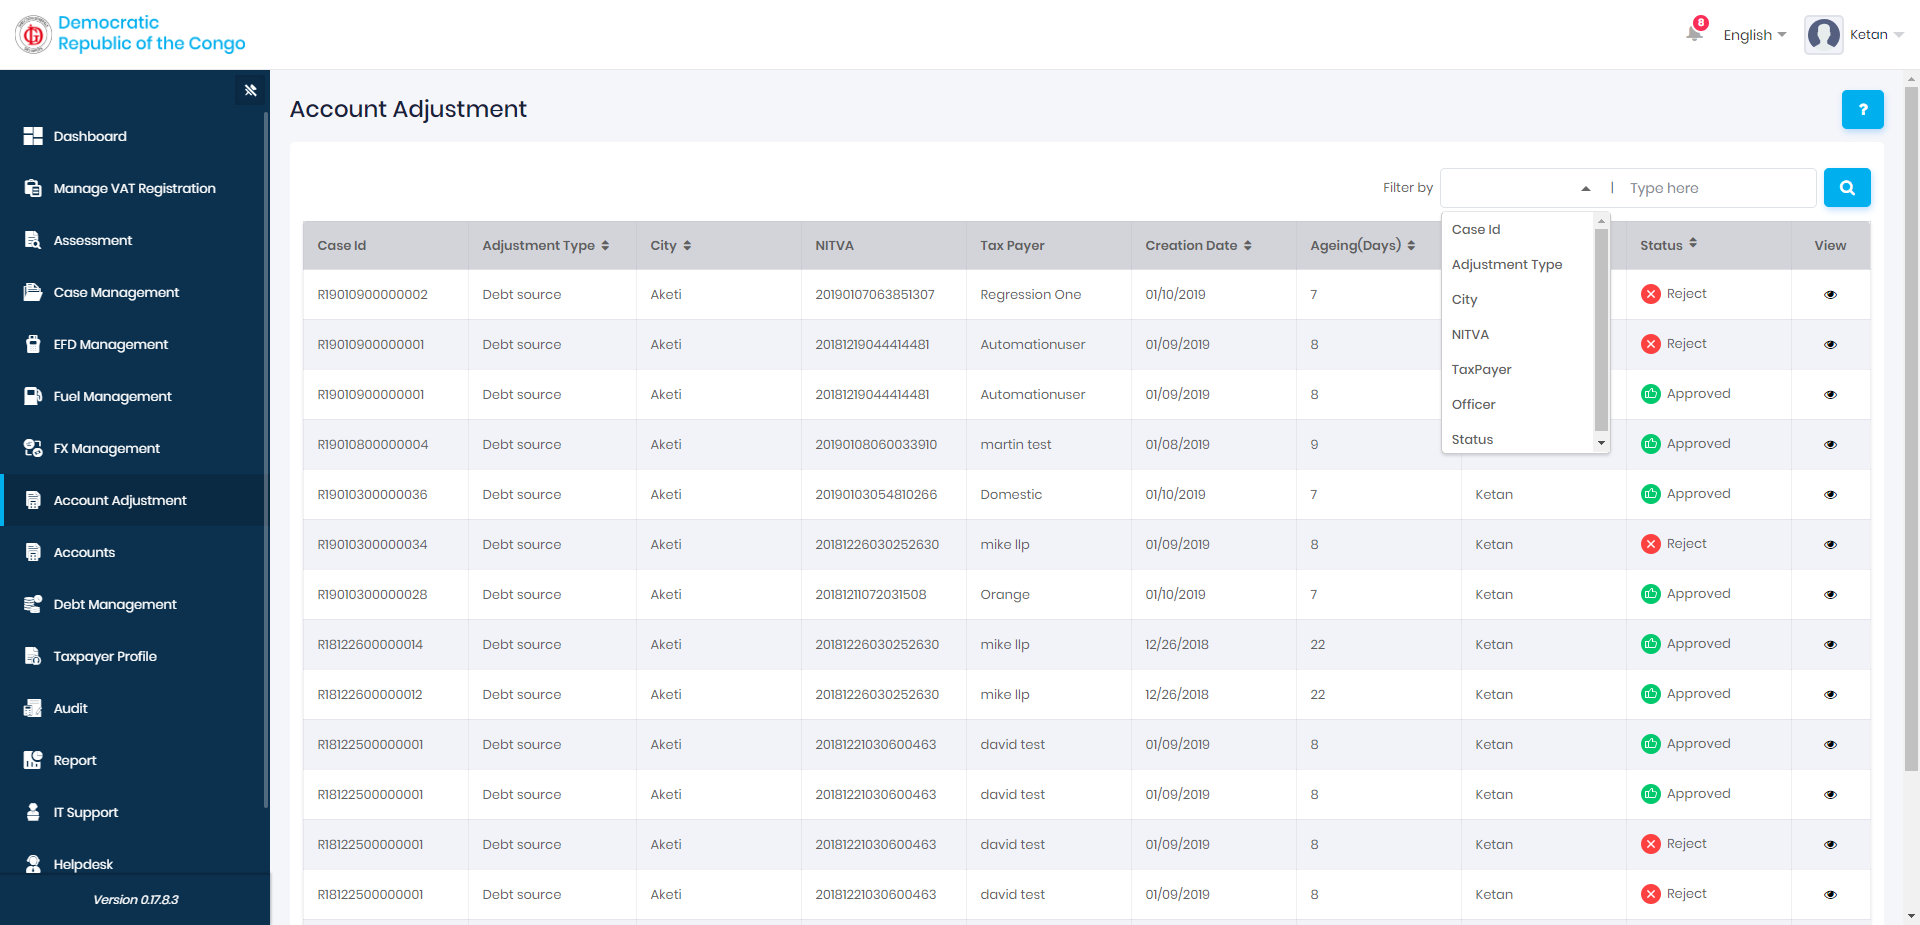 Democratic
Republic of the Congo
8
English
Ketan
Dashboard
Manage VAT Registration
Assessment
Case Management
EFD Management
Fuel Management
FX Management
Account Adjustment
Accounts
Debt Management
Taxpayer Profile
Audit
Report
IT Support
Helpdesk
Version 0.17.8.3
Account Adjustment
?
Filter by | Type here
Case Id
Adjustment Type
City
NITVA
TaxPayer
Officer
Status
Case Id Adjustment Type City NITVA Tax Payer Creation Date Ageing(Days) Status View
R19010900000002 Debt source Aketi 20190107063851307 Regression One 01/10/2019 7 Reject
R19010900000001 Debt source Aketi 20181219044414481 Automationuser 01/09/2019 8 Reject
R19010900000001 Debt source Aketi 20181219044414481 Automationuser 01/09/2019 8 Approved
R19010800000004 Debt source Aketi 20190108060033910 martin test 01/08/2019 9 Approved
R19010300000036 Debt source Aketi 20190103054810266 Domestic 01/10/2019 7 Ketan Approved
R19010300000034 Debt source Aketi 20181226030252630 mike llp 01/09/2019 8 Ketan Reject
R19010300000028 Debt source Aketi 20181211072031508 Orange 01/10/2019 7 Ketan Approved
R18122600000014 Debt source Aketi 20181226030252630 mike llp 12/26/2018 22 Ketan Approved
R18122600000012 Debt source Aketi 20181226030252630 mike llp 12/26/2018 22 Ketan Approved
R18122500000001 Debt source Aketi 20181221030600463 david test 01/09/2019 8 Ketan Approved
R18122500000001 Debt source Aketi 20181221030600463 david test 01/09/2019 8 Ketan Approved
R18122500000001 Debt source Aketi 20181221030600463 david test 01/09/2019 8 Ketan Reject
R18122500000001 Debt source Aketi 20181221030600463 david test 01/09/2019 8 Ketan Reject